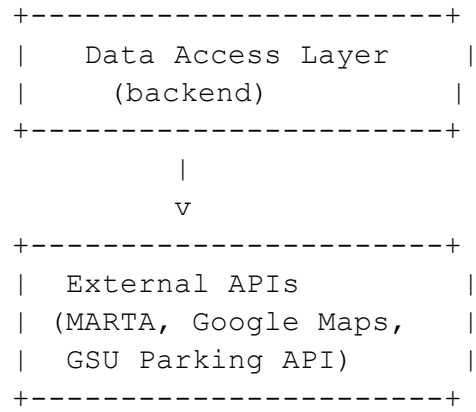 +-----------------------+
|   Data Access Layer   |
|     (backend)         |
+-----------------------+
|
v
+-----------------------+
|  External APIs        |
| (MARTA, Google Maps,  |
|  GSU Parking API)     |
+-----------------------+